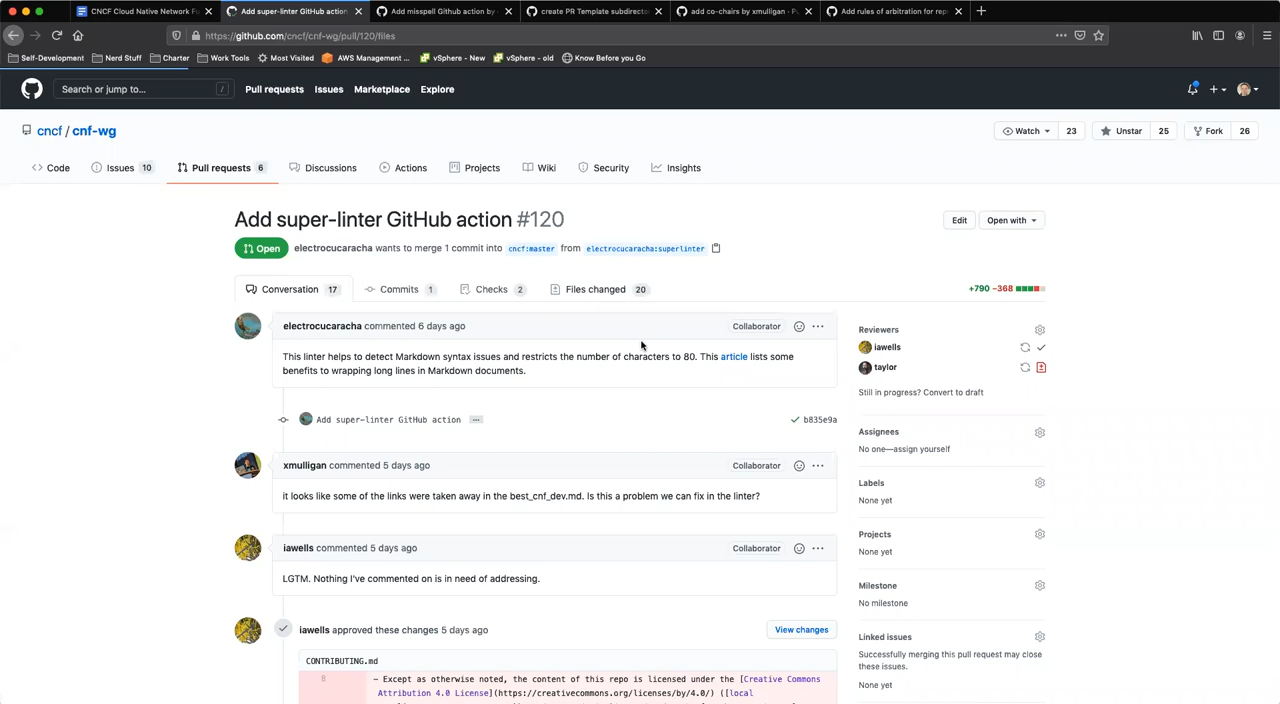 CNCF Cloud Native Network Fu
Add super-linter GitHub action
Add misspell Github action by
create PR Template subdirector
add co-chairs by xmulligan · Pu
Add rules of arbitration for rep
https://github.com/cncf/cnf-wg/pull/120/files
Self-Development
Nerd Stuff
Charter
Work Tools
Most Visited
AWS Management ...
vSphere - New
vSphere - old
Know Before you Go
Search or jump to...
/
Pull requests
Issues
Marketplace
Explore
cncf / cnf-wg
Watch
23
Unstar
25
Fork
26
Code
Issues 10
Pull requests 6
Discussions
Actions
Projects
Wiki
Security
Insights
Add super-linter GitHub action #120
Edit
Open with
Open
electrocucaracha wants to merge 1 commit into cncf:master from electrocucaracha:superlinter
Conversation 17
Commits 1
Checks 2
Files changed 20
+790 −368
electrocucaracha commented 6 days ago
Collaborator
This linter helps to detect Markdown syntax issues and restricts the number of characters to 80. This article lists some
benefits to wrapping long lines in Markdown documents.
Add super-linter GitHub action
b835e9a
xmulligan commented 5 days ago
Collaborator
it looks like some of the links were taken away in the best_cnf_dev.md. Is this a problem we can fix in the linter?
iawells commented 5 days ago
Collaborator
LGTM. Nothing I've commented on is in need of addressing.
iawells approved these changes 5 days ago
View changes
CONTRIBUTING.md
8
- Except as otherwise noted, the content of this repo is licensed under the [Creative Commons
Attribution 4.0 License](https://creativecommons.org/licenses/by/4.0/) ([local
Reviewers
iawells
taylor
Still in progress? Convert to draft
Assignees
No one—assign yourself
Labels
None yet
Projects
None yet
Milestone
No milestone
Linked issues
Successfully merging this pull request may close
these issues.
None yet